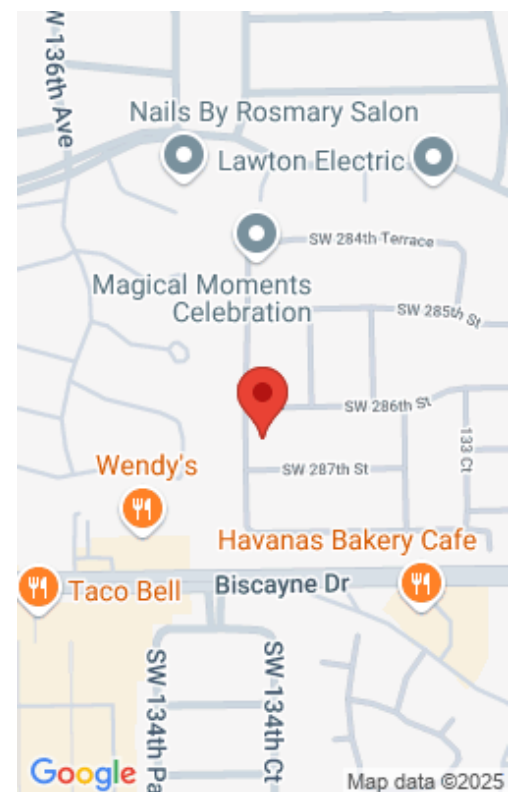 W 136th Ave
Nails By Rosmary Salon
Lawton Electric
SW 284th Terrace
Magical Moments
Celebration
SW 285th St
SW 286th St
133 Ct
Wendy's
SW 287th St
Havanas Bakery Cafe
Taco Bell
Biscayne Dr
SW 134th Pa
SW 134th Ct
Google
Map data ©2025